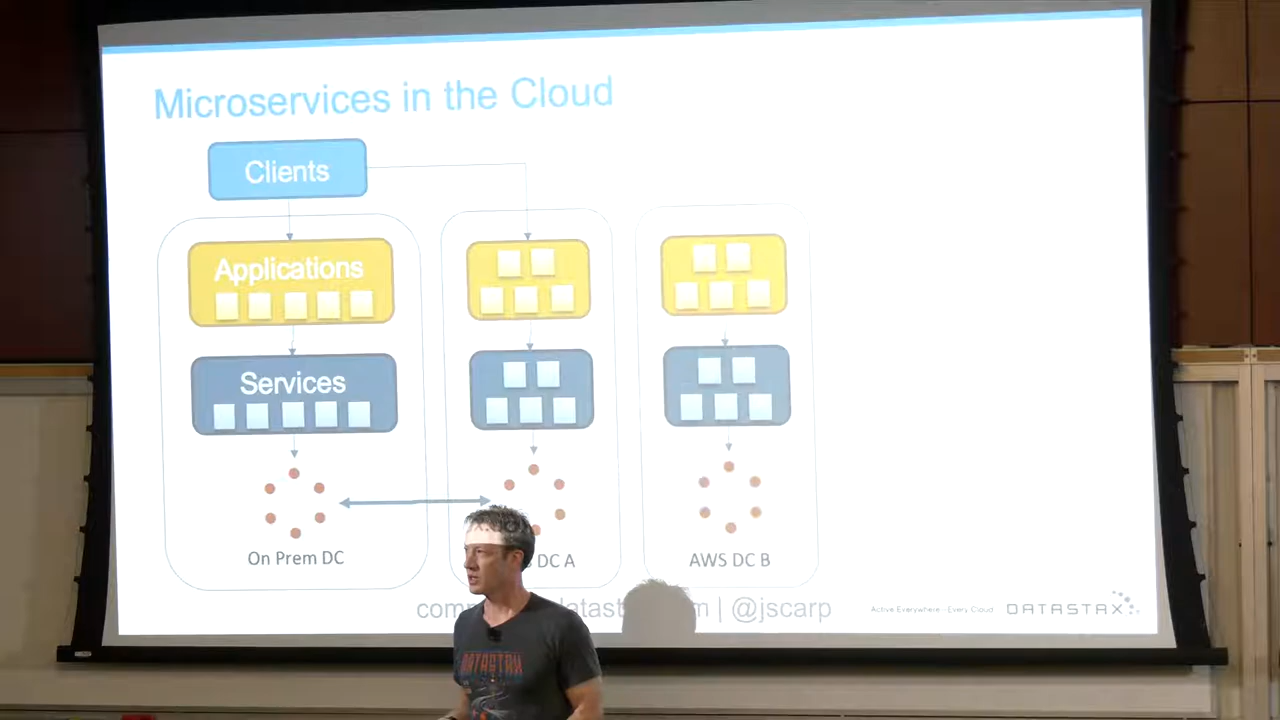 Microservices in the Cloud
Clients
Applications
Services
On Prem DC
DC A
AWS DC B
| @jscarp
Active Everywhere—Every Cloud
DATASTAX
DATASTAX